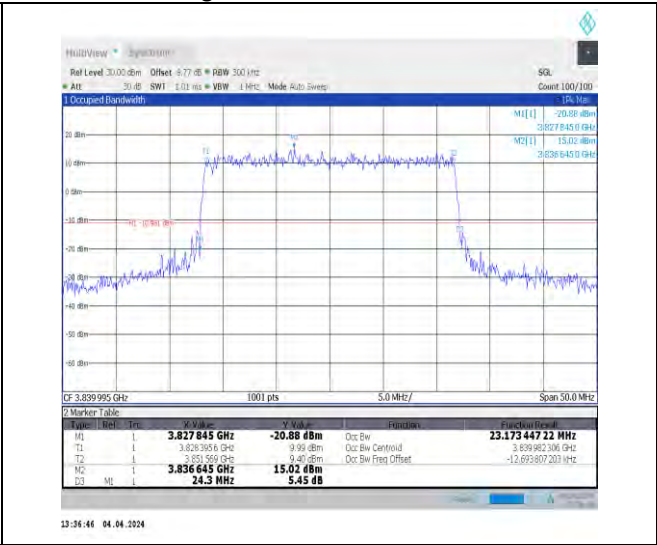 MultiView Spectrum
Ref Level 30.00 dBm Offset 9.77 dB RBW 300 kHz SGL
Att 30 dB SWT 1.01 ms VBW 1 MHz Mode Auto Sweep Count 100/100
1 Occupied Bandwidth 1Pk Max
M1[1] -20.88 dBm
3.827 845 0 GHz
M2[1] 15.02 dBm
3.836 645 0 GHz
20 dBm
10 dBm
0 dBm
-10 dBm
H1 -10.981 dBm
-20 dBm
-30 dBm
-40 dBm
-50 dBm
-60 dBm
CF 3.839 995 GHz 1001 pts 5.0 MHz/ Span 50.0 MHz
2 Marker Table
Type Ref Trc X-Value Y-Value Function Function Result
M1 1 3.827 845 GHz -20.88 dBm Occ Bw 23.173 447 22 MHz
T1 1 3.828 395 6 GHz 9.99 dBm Occ Bw Centroid 3.839 982 306 GHz
T2 1 3.851 569 GHz 9.40 dBm Occ Bw Freq Offset -12.693 807 203 kHz
M2 1 3.836 645 GHz 15.02 dBm
D3 M1 1 24.3 MHz 5.45 dB
13:36:46 04.04.2024